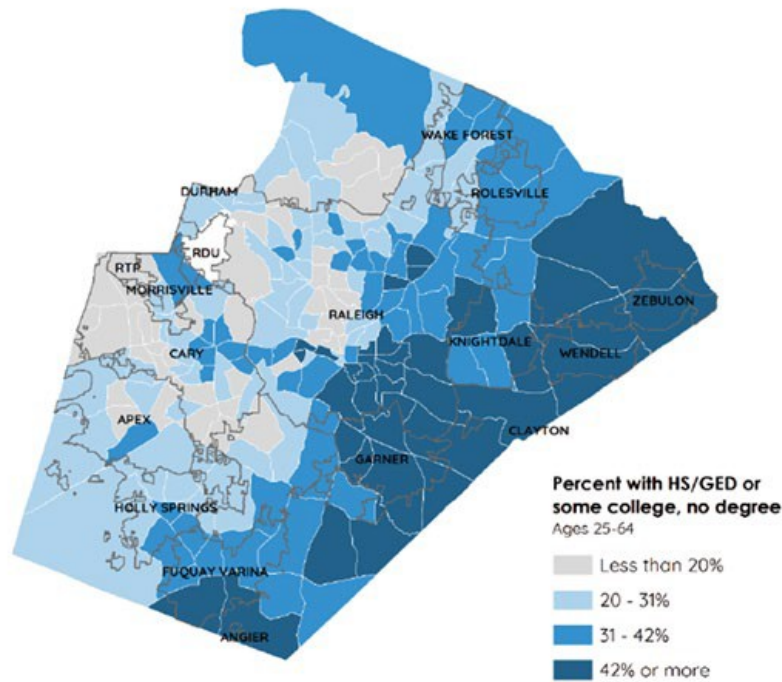 WAKE FOREST
DURHAM
ROLESVILLE
RDU
RTP
MORRISVILLE
ZEBULON
RALEIGH
KNIGHTDALE
WENDELL
CARY
APEX
CLAYTON
GARNER
HOLLY SPRINGS
FUQUAY VARINA
ANGIER
Percent with HS/GED or
some college, no degree
Ages 25-64
Less than 20%
20 - 31%
31 - 42%
42% or more